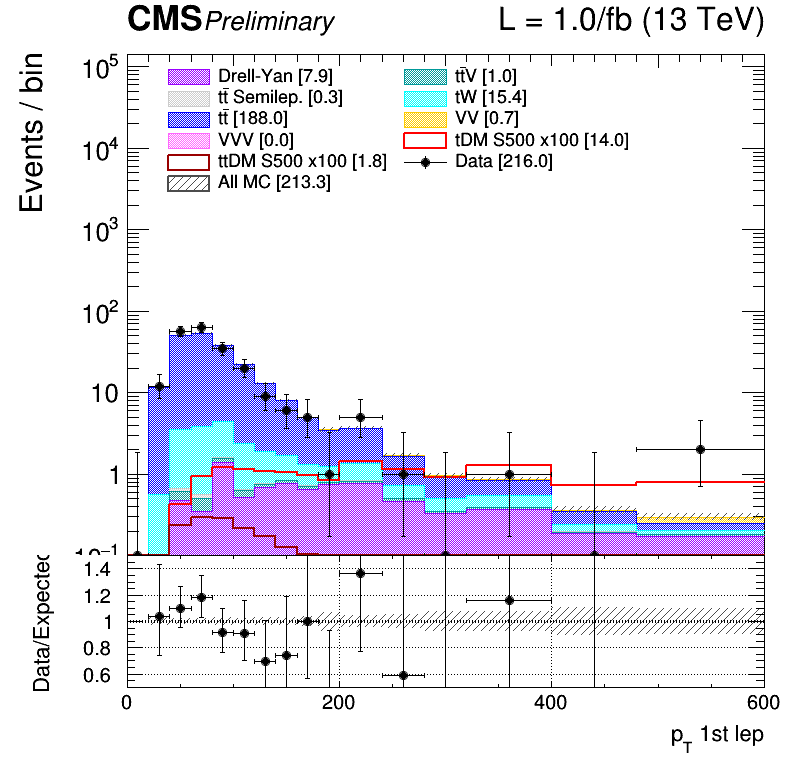 CMS Preliminary L = 1.0/fb (13 TeV)
Events / bin
10⁵
10⁴
10³
10²
10
1
10⁻¹
Drell-Yan [7.9]
tt̄V [1.0]
tt̄ Semilep. [0.3]
tW [15.4]
tt̄ [188.0]
VV [0.7]
VVV [0.0]
tDM S500 x100 [14.0]
ttDM S500 x100 [1.8]
Data [216.0]
All MC [213.3]
Data/Expected
1.4
1.2
1
0.8
0.6
0 200 400 600
p_T 1st lep